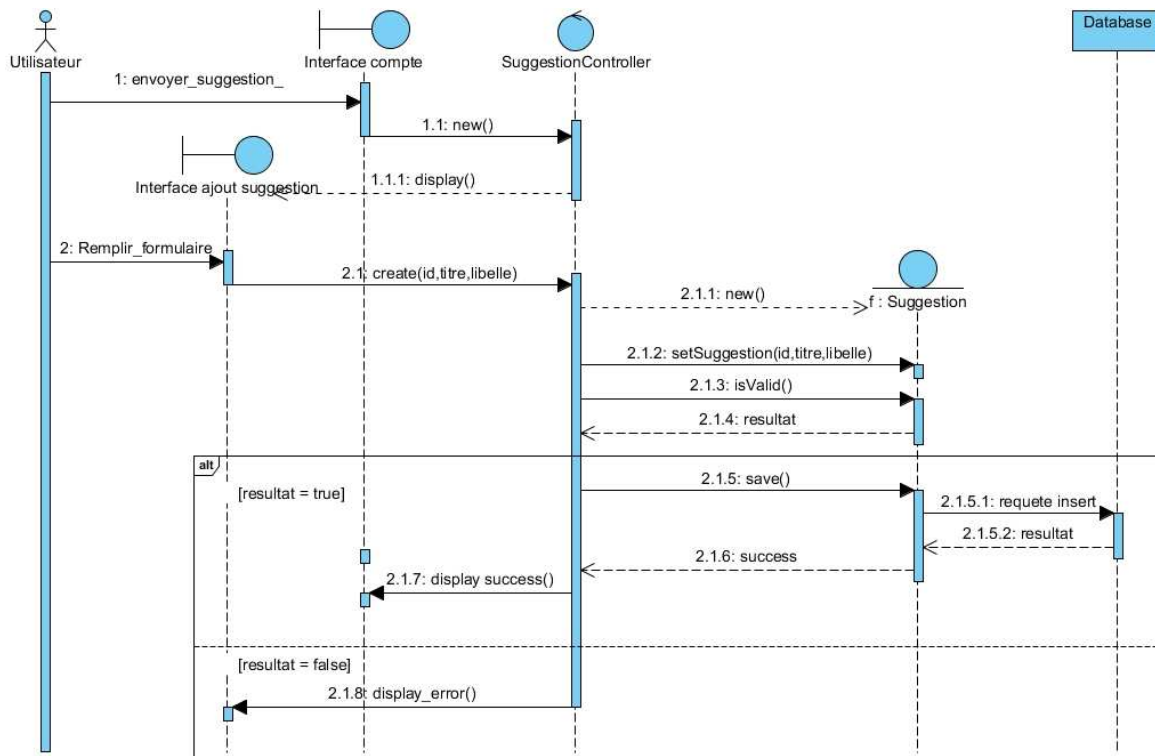 Database
Utilisateur
Interface compte
SuggestionController
1: envoyer_suggestion_
1.1: new()
1.1.1: display()
Interface ajout suggestion
2: Remplir_formulaire
2.1: create(id,titre,libelle)
2.1.1: new()
f : Suggestion
2.1.2: setSuggestion(id,titre,libelle)
2.1.3: isValid()
2.1.4: resultat
alt
[resultat = true]
2.1.5: save()
2.1.5.1: requete insert
2.1.5.2: resultat
2.1.6: success
2.1.7: display success()
[resultat = false]
2.1.8: display_error()